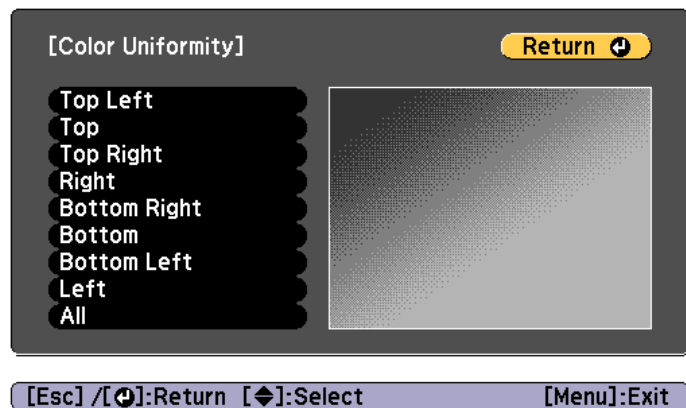 [Color Uniformity]
Return
Top Left
Top
Top Right
Right
Bottom Right
Bottom
Bottom Left
Left
All
[Esc] /[⏎]:Return [◆]:Select [Menu]:Exit